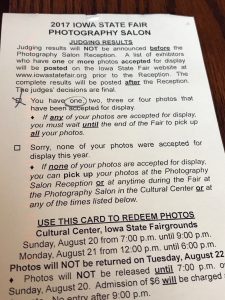 2017 IOWA STATE FAIR
PHOTOGRAPHY SALON
JUDGING RESULTS
Judging results will NOT be announced before the
Photography Salon Reception. A list of exhibitors
who have one or more photos accepted for display
will be posted on the Iowa State Fair website at
www.iowastatefair.org prior to the Reception. The
complete results will be posted after the Reception.
The judges' decisions are final.
You have one, two, three or four photos that
have been accepted for display
♦ If any of your photos are accepted for display,
you must wait until the end of Fair to pick up
all your photos.
Sorry, none of your photos were accepted for
display this year.
♦ If none of your photos are accepted for display,
you can pick up your photos at the Photography
Salon Reception or at anytime during the Fair at
the Photography Salon in the Cultural Center or at
any of the times listed below.
USE THIS CARD TO REDEEM PHOTOS
Cultural Center, Iowa State Fairgrounds
Sunday, August 20 from 7:00 p.m. until 9:00 p.m.
Monday, August 21 from 12:00 p.m. until 6:00 p.m.
Photos will NOT be returned on Tuesday, August 22
♦ Photos will NOT be released until 7:00 p.m. o
Sunday, August 20. Admission of $6 will be charged
No entry after 9:00 p.m.